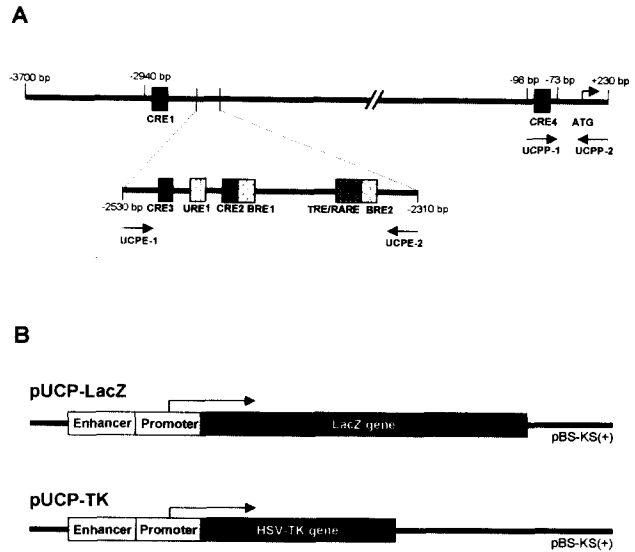 A
-3700 bp
-2940 bp
-98 bp
-73 bp
+230 bp
CRE1
CRE4
ATG
UCPP-1
UCPP-2
-2530 bp
CRE3
URE1
CRE2
BRE1
TRE/RARE
BRE2
-2310 bp
UCPE-1
UCPE-2
B
pUCP-LacZ
Enhancer
Promoter
LacZ gene
pBS-KS(+)
pUCP-TK
Enhancer
Promoter
HSV-TK gene
pBS-KS(+)